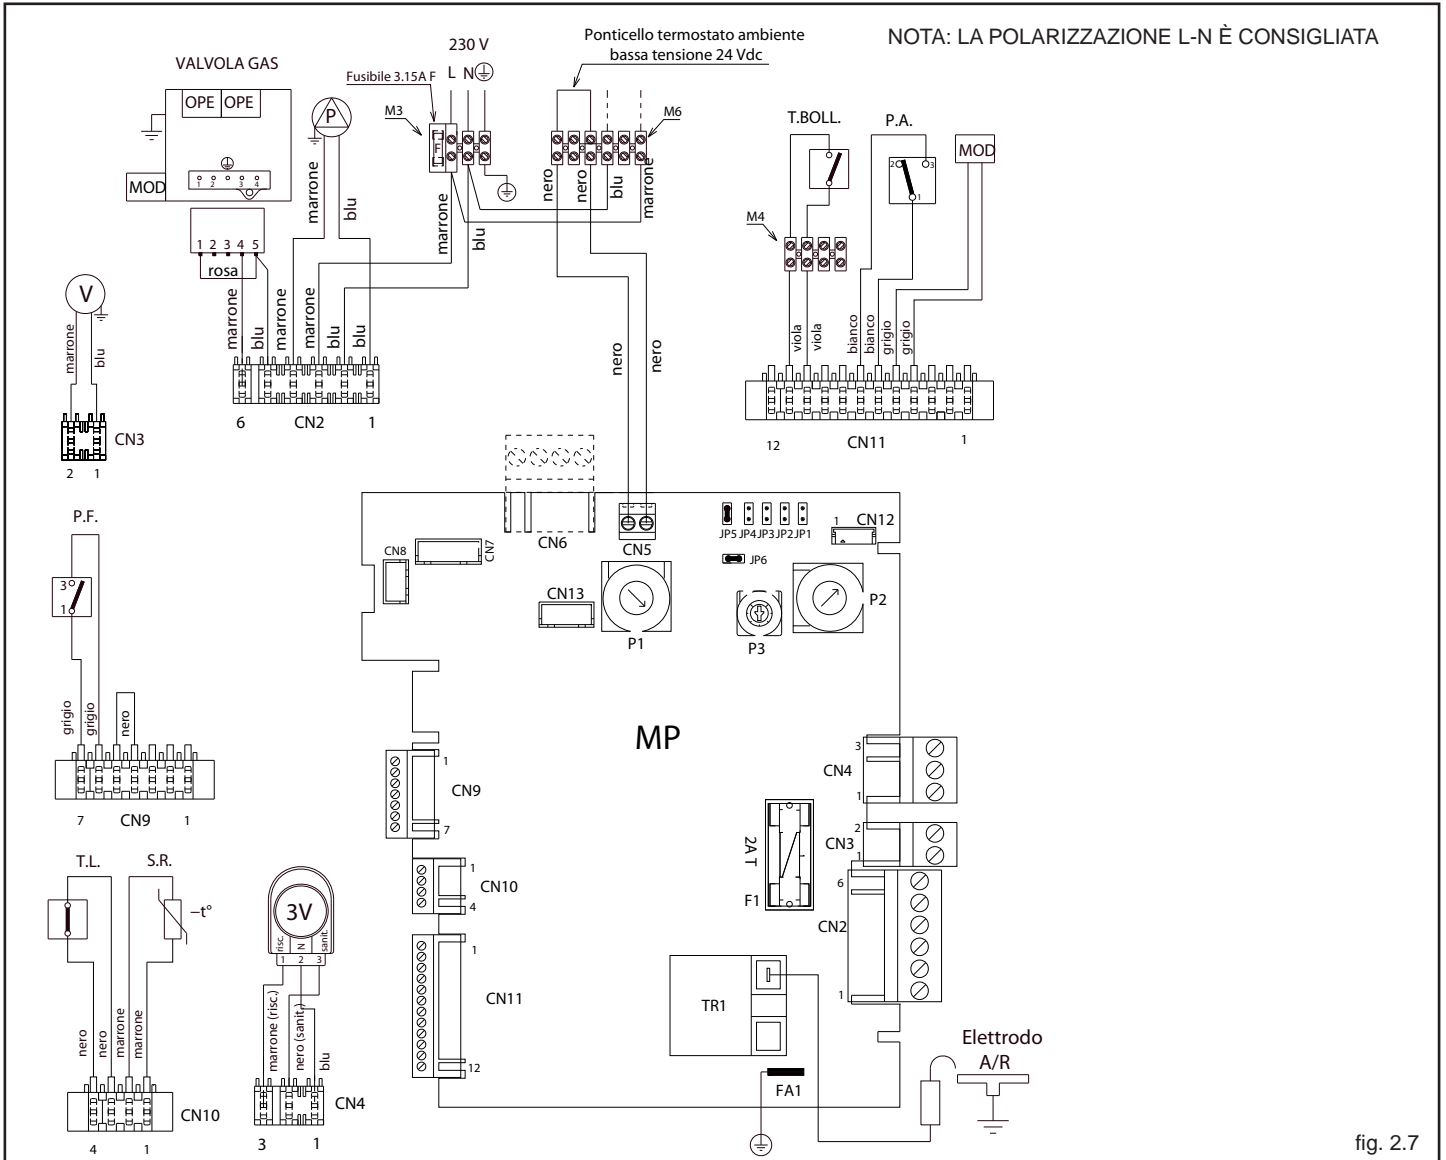 NOTA: LA POLARIZZAZIONE L-N È CONSIGLIATA
VALVOLA GAS
OPE OPE
MOD
1 2 3 4
1 2 3 4 5
rosa
P
Fusibile 3.15A F
230 V
L N
M3
F
Ponticello termostato ambiente
bassa tensione 24 Vdc
M6
T.BOLL.
P.A.
MOD
2 3
1
M4
marrone
blu
marrone
blu
nero
nero
blu
marrone
marrone
blu
marrone
marrone
blu
blu
6 CN2 1
nero
nero
viola
viola
bianco
bianco
grigio
grigio
12 CN11 1
V
marrone
blu
CN3
2 1
P.F.
3
1
grigio
grigio
nero
7 CN9 1
T.L.
S.R.
–t°
nero
nero
marrone
marrone
CN10
4 1
3V
risc.
N
sanit.
1 2 3
marrone (risc.)
nero (sanit.)
blu
CN4
3 1
CN6
CN5
JP5 JP4 JP3 JP2 JP1
JP6
1 CN12
CN8
CN7
CN13
P1
P3
P2
MP
1
CN9
7
1
CN10
4
1
CN11
12
3
CN4
1
2
CN3
1
6
CN2
1
2A T
F1
TR1
FA1
Elettrodo
A/R
fig. 2.7